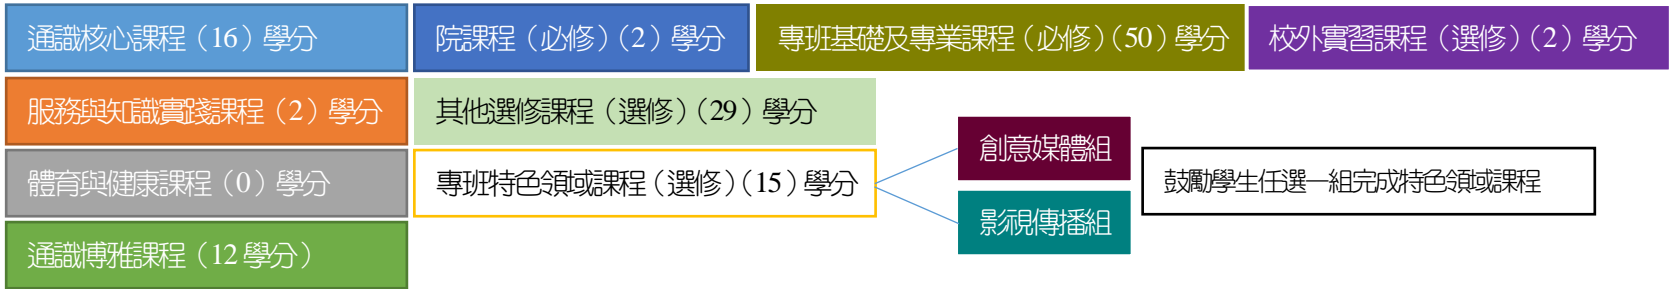 通識核心課程（16）學分
院課程（必修）（2）學分
專班基礎及專業課程（必修）（50）學分
校外實習課程（選修）（2）學分
服務與知識實踐課程（2）學分
其他選修課程（選修）（29）學分
體育與健康課程（0）學分
專班特色領域課程（選修）（15）學分
創意媒體組
影視傳播組
鼓勵學生任選一組完成特色領域課程
通識博雅課程（12 學分）